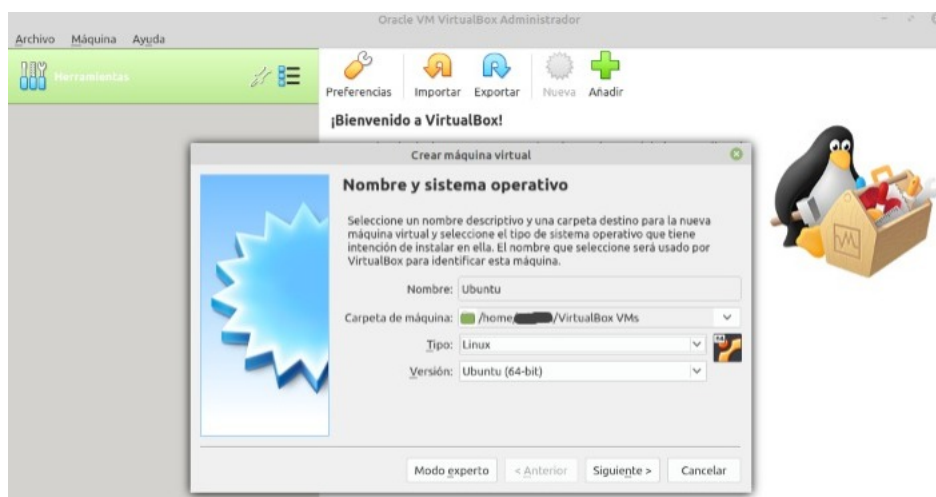 Oracle VM VirtualBox Administrador
Archivo Máquina Ayuda
Herramientas
Preferencias Importar Exportar Nueva Añadir
¡Bienvenido a VirtualBox!
Crear máquina virtual
Nombre y sistema operativo
Seleccione un nombre descriptivo y una carpeta destino para la nueva
máquina virtual y seleccione el tipo de sistema operativo que tiene
intención de instalar en ella. El nombre que seleccione será usado por
VirtualBox para identificar esta máquina.
Nombre: Ubuntu
Carpeta de máquina: /home/ /VirtualBox VMs
Tipo: Linux
Versión: Ubuntu (64-bit)
Modo experto < Anterior Siguiente > Cancelar